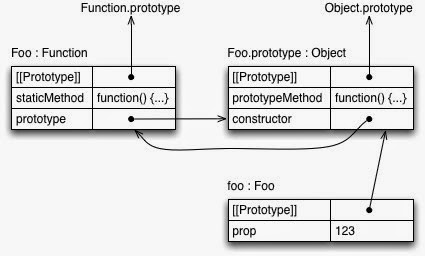 Function.prototype
Object.prototype
Foo : Function
[[Prototype]]
staticMethod function() {...}
prototype
Foo.prototype : Object
[[Prototype]]
prototypeMethod function() {...}
constructor
foo : Foo
[[Prototype]]
prop 123